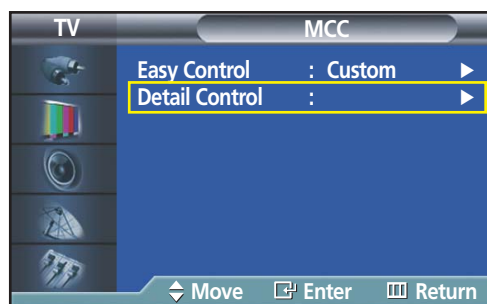 TV MCC
Easy Control : Custom ▶
Detail Control : ▶
Move Enter Return